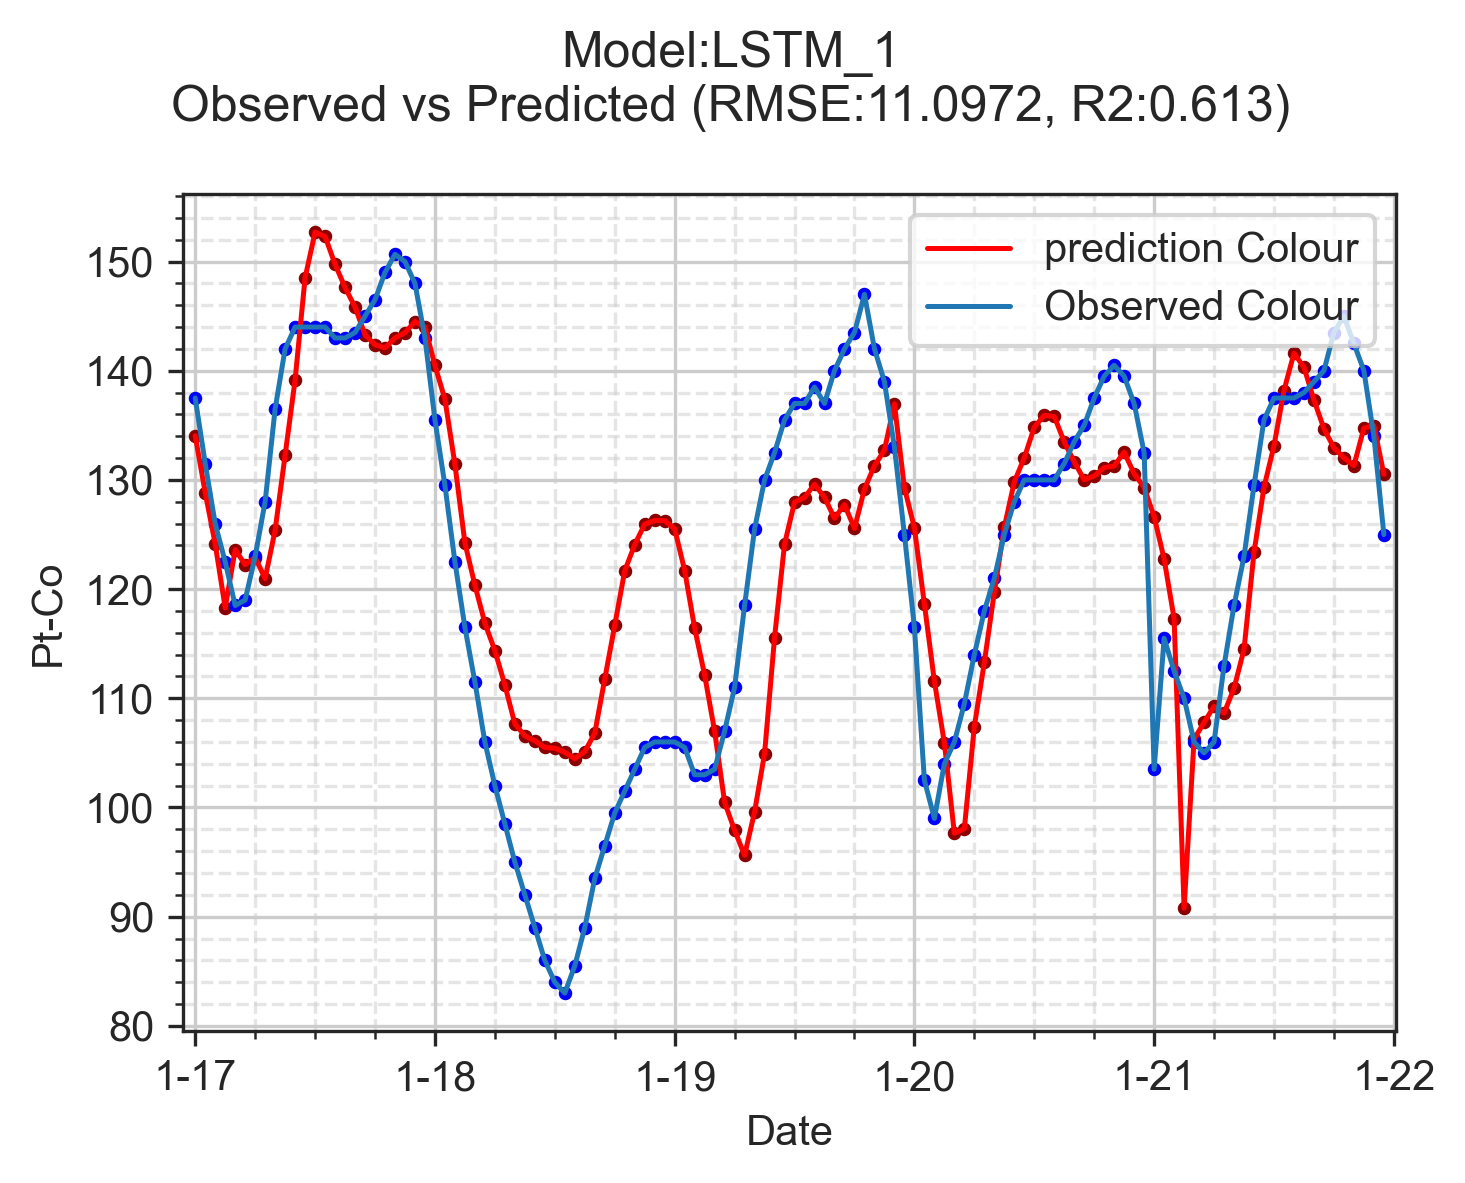 Model:LSTM_1
Observed vs Predicted (RMSE:11.0972, R2:0.613)
prediction Colour
Observed Colour
150
140
130
120
110
100
90
80
Pt-Co
1-17 1-18 1-19 1-20 1-21 1-22
Date